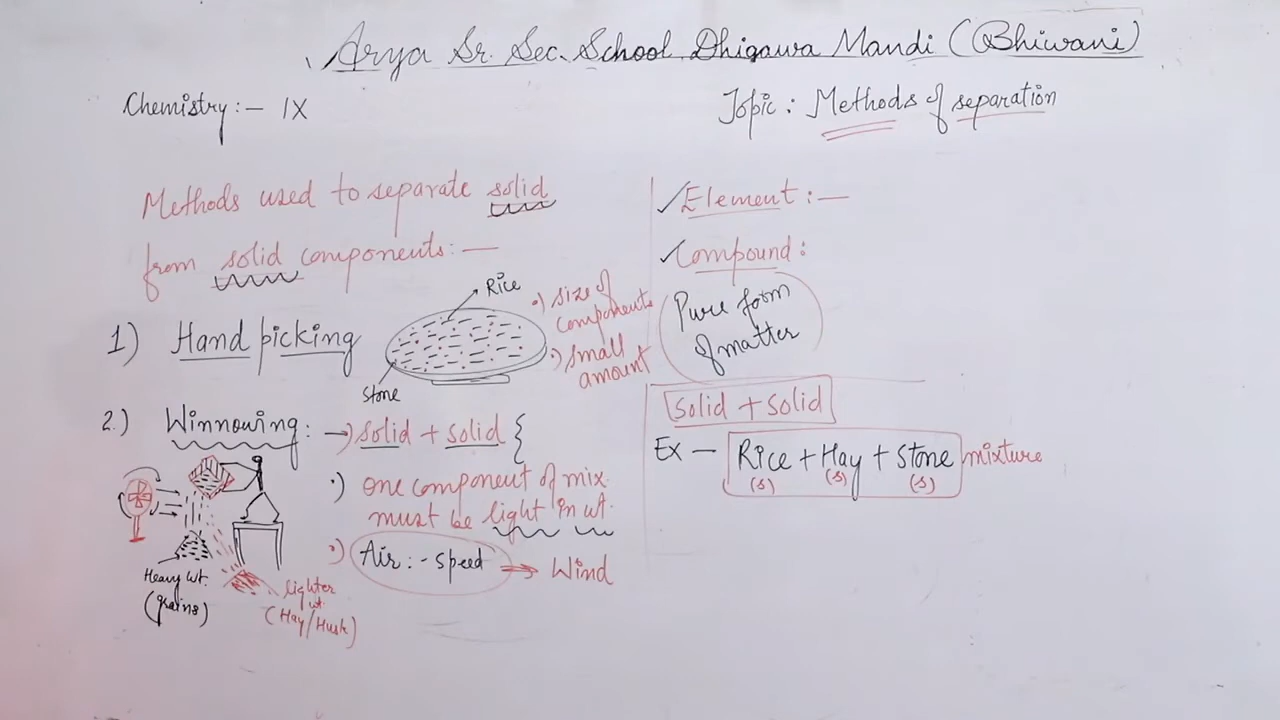 Arya Sr. Sec. School Dhigawa Mandi (Bhiwani)
Chemistry :- IX
Topic : Methods of separation
Methods used to separate solid
from solid components :-
1) Hand picking
Rice
Stone
•) Size of
components
•) Small
amount
2.) Winnowing : → solid + solid {
•) one component of mix.
must be light in wt.
•) Air :- speed ⇒ Wind
Heavy wt.
(grains)
lighter
wt.
(Hay/Husk)
✓ Element :-
✓ Compound :
Pure form
of matter
Solid + Solid
Ex - Rice + Hay + Stone mixture
(s) (s) (s)